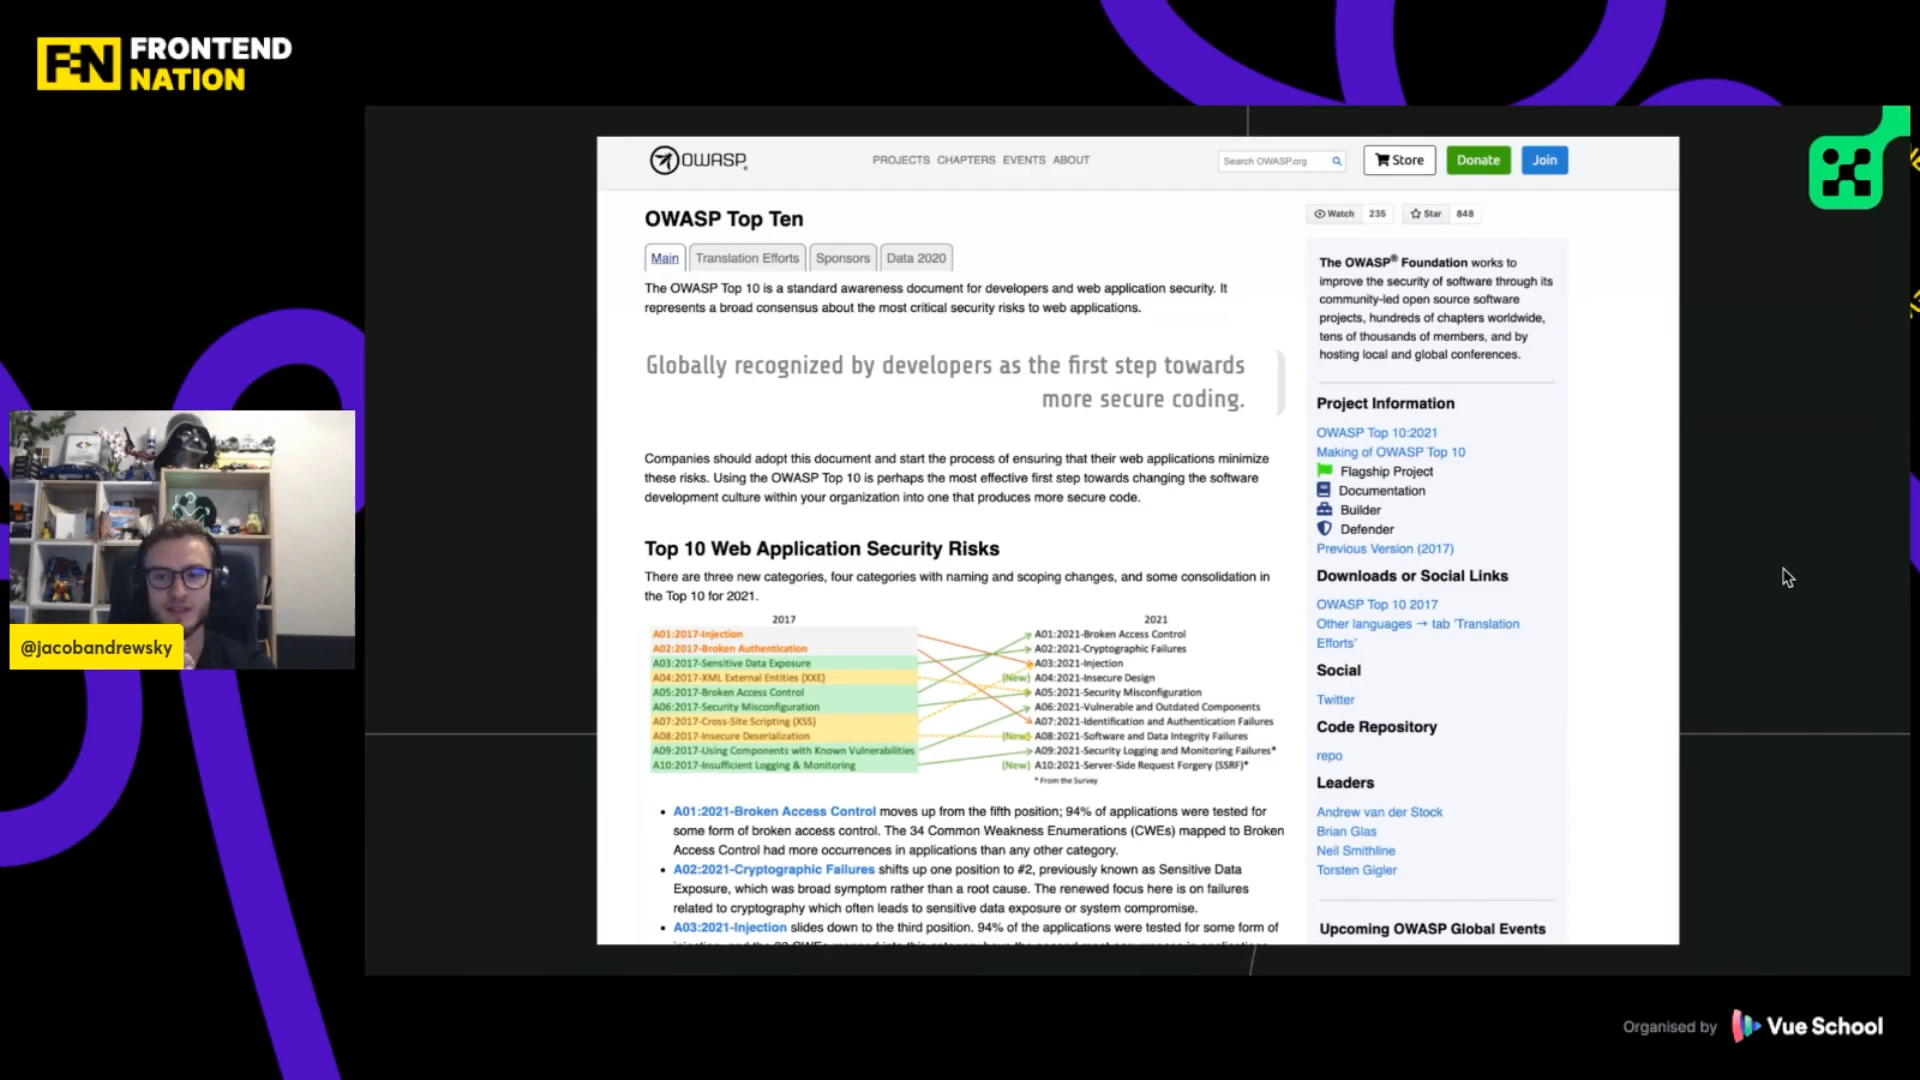 FEN FRONTEND
NATION
OWASP
PROJECTS CHAPTERS EVENTS ABOUT
Search OWASP.org
Store
Donate
Join
OWASP Top Ten
Watch 235
Star 848
Main
Translation Efforts
Sponsors
Data 2020
The OWASP Top 10 is a standard awareness document for developers and web application security. It
represents a broad consensus about the most critical security risks to web applications.
Globally recognized by developers as the first step towards
more secure coding.
Companies should adopt this document and start the process of ensuring that their web applications minimize
these risks. Using the OWASP Top 10 is perhaps the most effective first step towards changing the software
development culture within your organization into one that produces more secure code.
Top 10 Web Application Security Risks
There are three new categories, four categories with naming and scoping changes, and some consolidation in
the Top 10 for 2021.
2017
A01:2017-Injection
A02:2017-Broken Authentication
A03:2017-Sensitive Data Exposure
A04:2017-XML External Entities (XXE)
A05:2017-Broken Access Control
A06:2017-Security Misconfiguration
A07:2017-Cross-Site Scripting (XSS)
A08:2017-Insecure Deserialization
A09:2017-Using Components with Known Vulnerabilities
A10:2017-Insufficient Logging & Monitoring
2021
A01:2021-Broken Access Control
A02:2021-Cryptographic Failures
A03:2021-Injection
(New) A04:2021-Insecure Design
A05:2021-Security Misconfiguration
A06:2021-Vulnerable and Outdated Components
A07:2021-Identification and Authentication Failures
(New) A08:2021-Software and Data Integrity Failures
A09:2021-Security Logging and Monitoring Failures*
(New) A10:2021-Server-Side Request Forgery (SSRF)*
* From the Survey
• A01:2021-Broken Access Control moves up from the fifth position; 94% of applications were tested for
some form of broken access control. The 34 Common Weakness Enumerations (CWEs) mapped to Broken
Access Control had more occurrences in applications than any other category.
• A02:2021-Cryptographic Failures shifts up one position to #2, previously known as Sensitive Data
Exposure, which was broad symptom rather than a root cause. The renewed focus here is on failures
related to cryptography which often leads to sensitive data exposure or system compromise.
• A03:2021-Injection slides down to the third position. 94% of the applications were tested for some form of
The OWASP® Foundation works to
improve the security of software through its
community-led open source software
projects, hundreds of chapters worldwide,
tens of thousands of members, and by
hosting local and global conferences.
Project Information
OWASP Top 10:2021
Making of OWASP Top 10
Flagship Project
Documentation
Builder
Defender
Previous Version (2017)
Downloads or Social Links
OWASP Top 10 2017
Other languages → tab 'Translation
Efforts'
Social
Twitter
Code Repository
repo
Leaders
Andrew van der Stock
Brian Glas
Neil Smithline
Torsten Gigler
Upcoming OWASP Global Events
@jacobandrewsky
Organised by Vue School